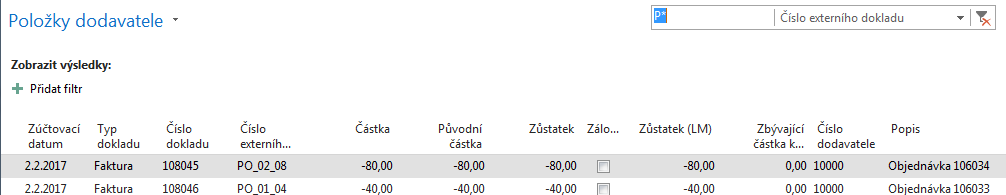 Položky dodavatele
P* Číslo externího dokladu
Zobrazit výsledky:
Přidat filtr
Zúčtovací datum Typ dokladu Číslo dokladu Číslo externíh... Částka Původní částka Zůstatek Zálo... Zůstatek (LM) Zbývající částka k... Číslo dodavatele Popis
2.2.2017 Faktura 108045 PO_02_08 -80,00 -80,00 -80,00 -80,00 0,00 10000 Objednávka 106034
2.2.2017 Faktura 108046 PO_01_04 -40,00 -40,00 -40,00 -40,00 0,00 10000 Objednávka 106033